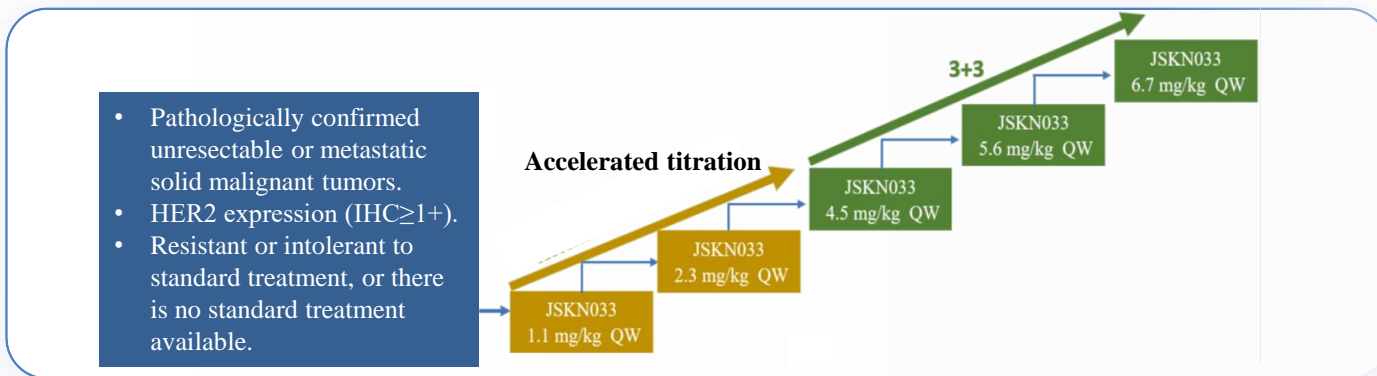 • Pathologically confirmed
unresectable or metastatic
solid malignant tumors.
• HER2 expression (IHC≥1+).
• Resistant or intolerant to
standard treatment, or there
is no standard treatment
available.
Accelerated titration
3+3
JSKN033
1.1 mg/kg QW
JSKN033
2.3 mg/kg QW
JSKN033
4.5 mg/kg QW
JSKN033
5.6 mg/kg QW
JSKN033
6.7 mg/kg QW